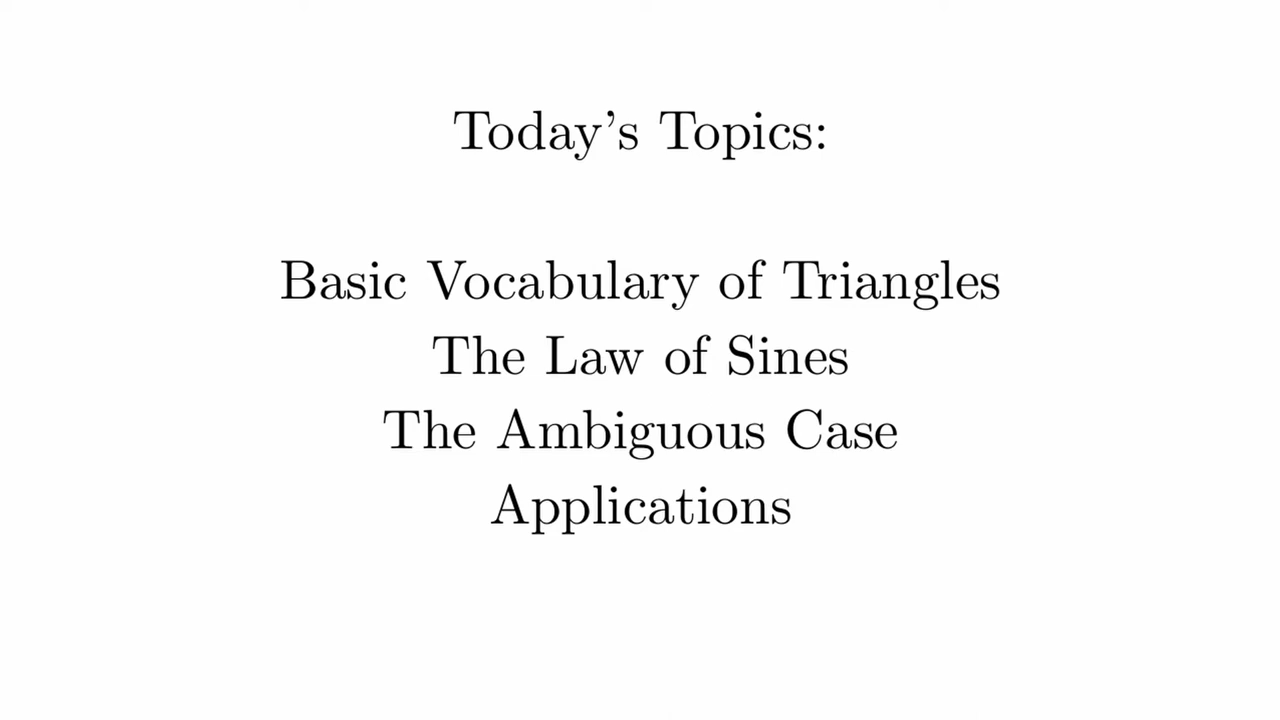 Today’s Topics:
Basic Vocabulary of Triangles
The Law of Sines
The Ambiguous Case
Applications